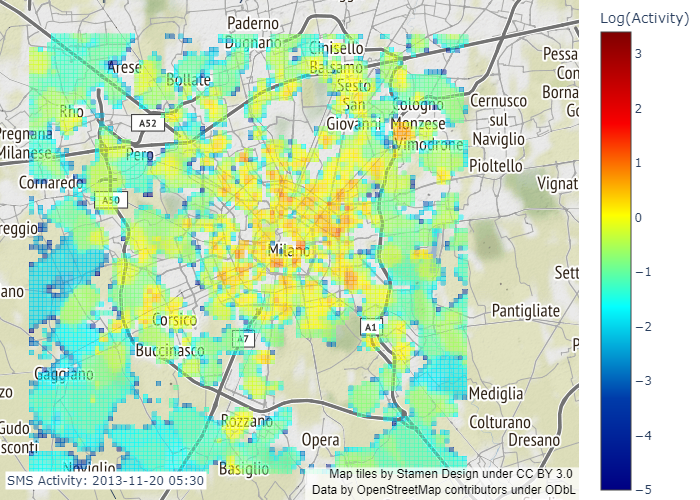 Log(Activity)
Paderno
Dugnano
Cinisello
Balsamo
Arese
Bollate
Sesto
San
Giovanni
Cologno
Monzese
Vimodrone
Cernusco
sul
Naviglio
Pessa
Con
Borna
Go
Rho
A52
Pregnana
Milanese
Pero
Pioltello
Cornaredo
A50
Vignat
reggio
Milano
Sett
ano
Corsico
A7
A1
Pantigliate
Buccinasco
P
Gaggiano
zo
Mediglia
Rozzano
Colturano
Gudo
sconti
Opera
Dresano
Noviglio
Basiglio
SMS Activity: 2013-11-20 05:30
Map tiles by Stamen Design under CC BY 3.0
Data by OpenStreetMap contributors under ODbL
3
2
1
0
−1
−2
−3
−4
−5